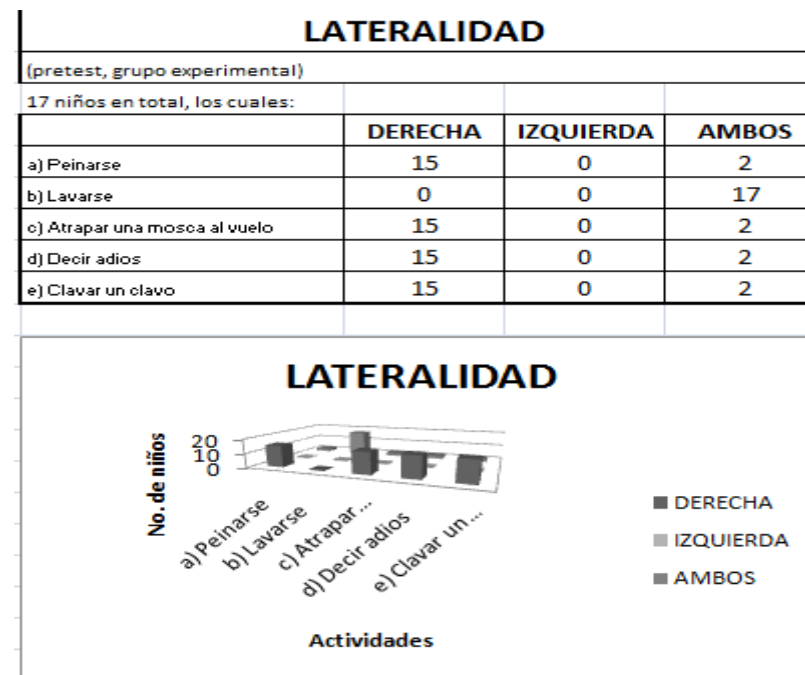 LATERALIDAD
(pretest, grupo experimental)
17 niños en total, los cuales:
DERECHA IZQUIERDA AMBOS
a) Peinarse 15 0 2
b) Lavarse 0 0 17
c) Atrapar una mosca al vuelo 15 0 2
d) Decir adios 15 0 2
e) Clavar un clavo 15 0 2
LATERALIDAD
No. de niños
20
10
0
a) Peinarse
b) Lavarse
c) Atrapar...
d) Decir adios
e) Clavar un ...
Actividades
DERECHA
IZQUIERDA
AMBOS